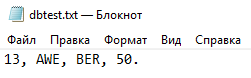 dbtest.txt — Блокнот
Файл Правка Формат Вид Справка
13, AWE, BER, 50.